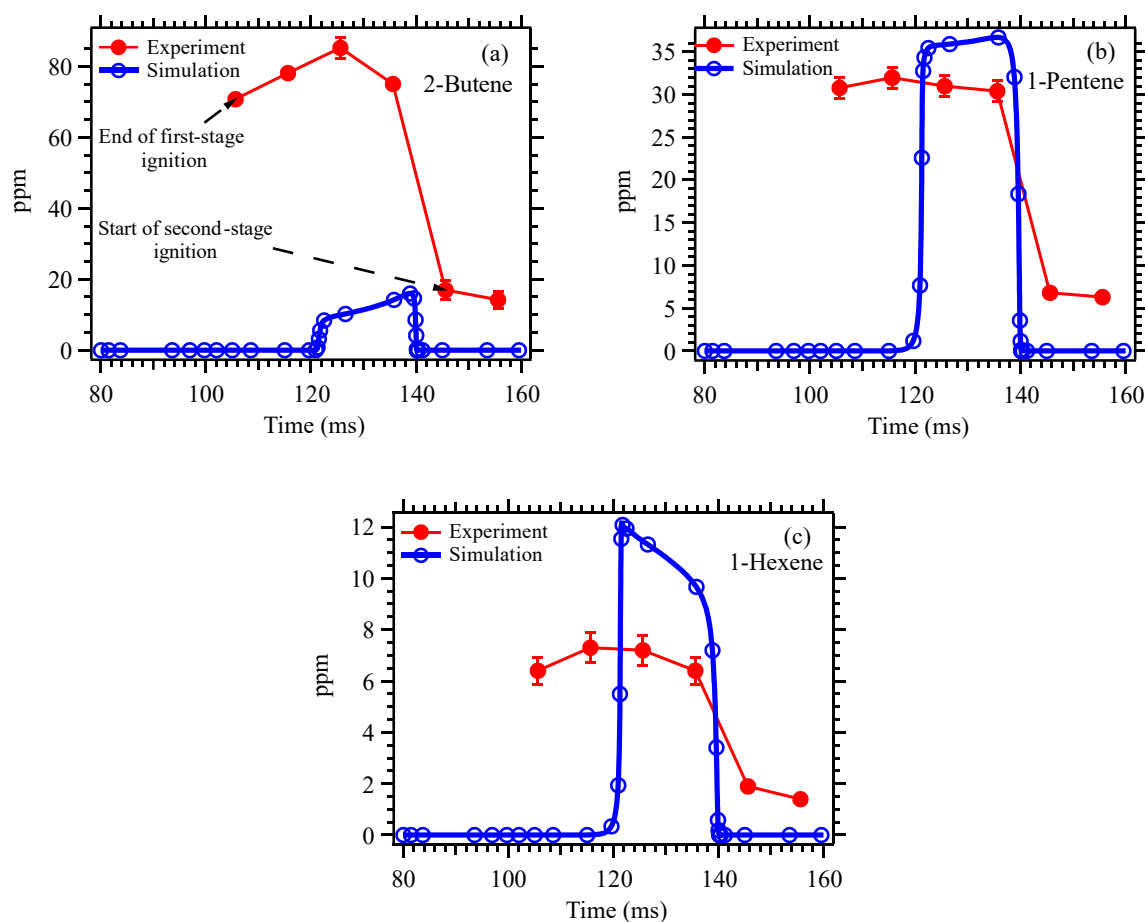 (a)
Experiment
Simulation
2-Butene
80
60
40
20
0
ppm
End of first-stage
ignition
Start of second-stage
ignition
80 100 120 140 160
Time (ms)
(b)
Experiment
Simulation
1-Pentene
35
30
25
20
15
10
5
0
ppm
80 100 120 140 160
Time (ms)
(c)
Experiment
Simulation
1-Hexene
12
10
8
6
4
2
0
ppm
80 100 120 140 160
Time (ms)